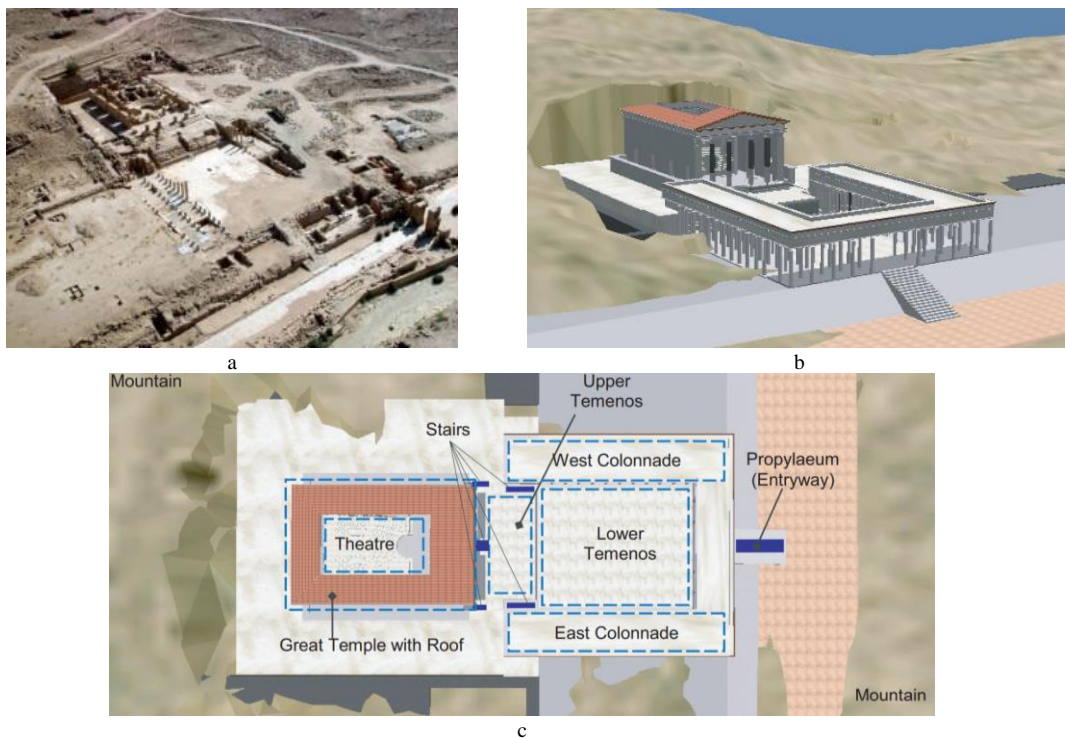 a
b
Mountain
Upper
Temenos
Stairs
West Colonnade
Propylaeum
(Entryway)
Theatre
Lower
Temenos
Great Temple with Roof
East Colonnade
Mountain
c